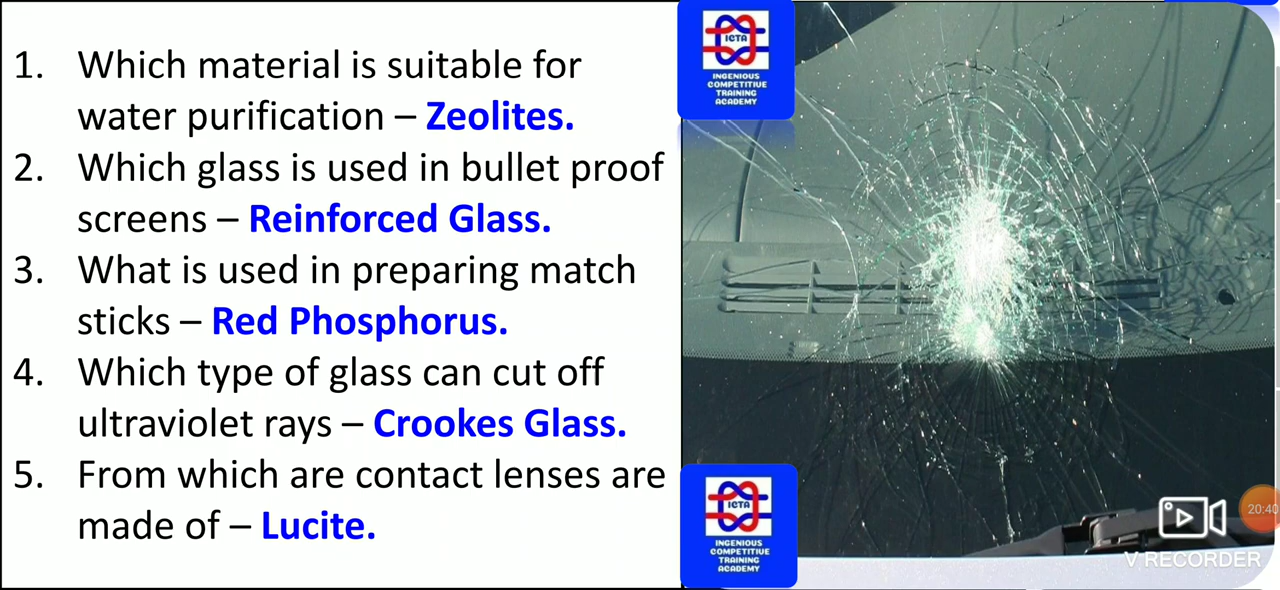 1. Which material is suitable for
water purification – Zeolites.
2. Which glass is used in bullet proof
screens – Reinforced Glass.
3. What is used in preparing match
sticks – Red Phosphorus.
4. Which type of glass can cut off
ultraviolet rays – Crookes Glass.
5. From which are contact lenses are
made of – Lucite.
ICTA
INGENIOUS
COMPETITIVE
TRAINING
ACADEMY
ICTA
INGENIOUS
COMPETITIVE
TRAINING
ACADEMY
20:40
V RECORDER